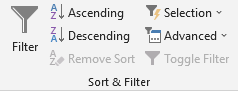 Filter
Ascending
Descending
Remove Sort
Selection
Advanced
Toggle Filter
Sort & Filter